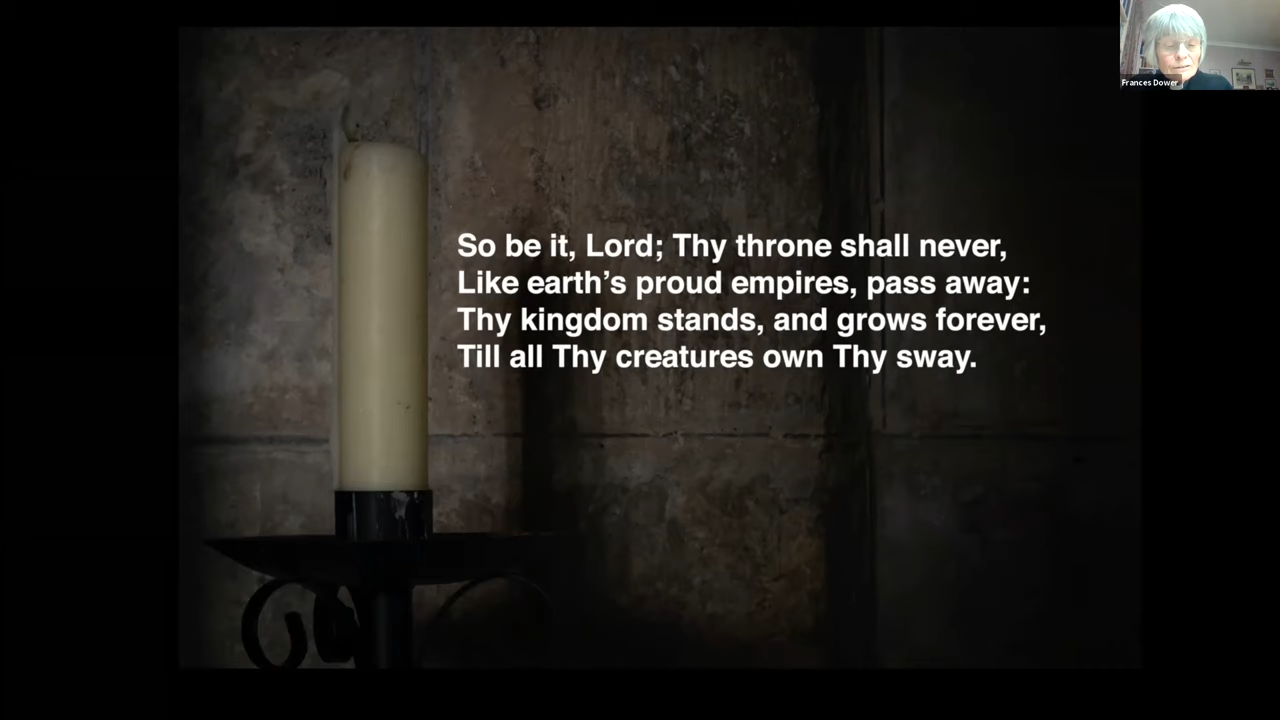 Frances Dower
So be it, Lord; Thy throne shall never,
Like earth’s proud empires, pass away:
Thy kingdom stands, and grows forever,
Till all Thy creatures own Thy sway.